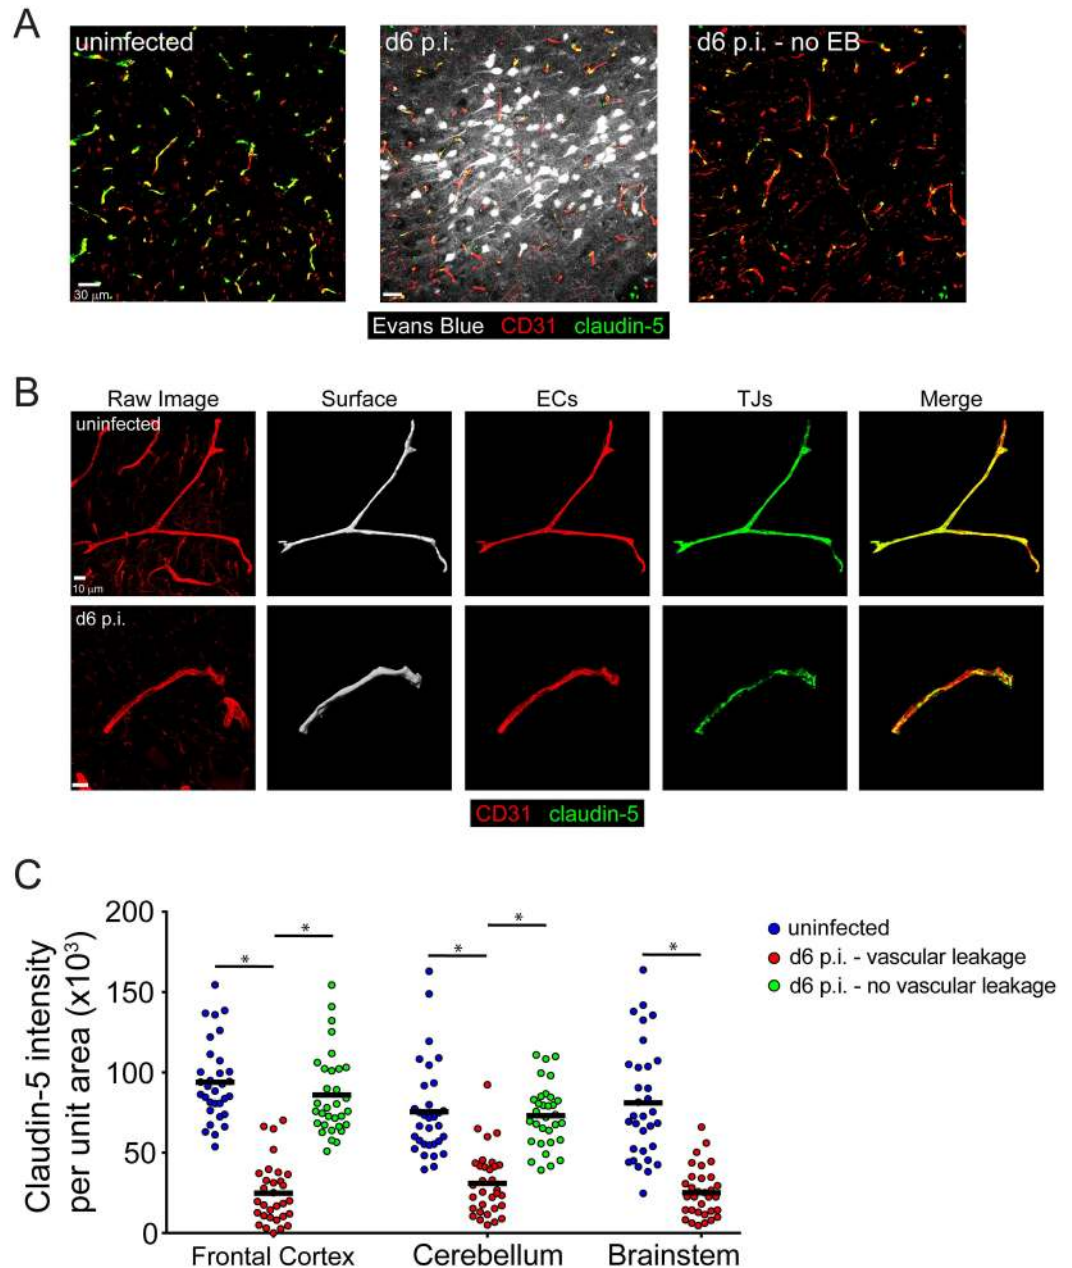 A
uninfected
d6 p.i.
d6 p.i. - no EB
30 μm
Evans Blue CD31 claudin-5
B
Raw Image Surface ECs TJs Merge
uninfected
10 μm
d6 p.i.
CD31 claudin-5
C
Claudin-5 intensity
per unit area (x10³)
200
150
100
50
0
*
*
*
*
*
Frontal Cortex Cerebellum Brainstem
uninfected
d6 p.i. - vascular leakage
d6 p.i. - no vascular leakage